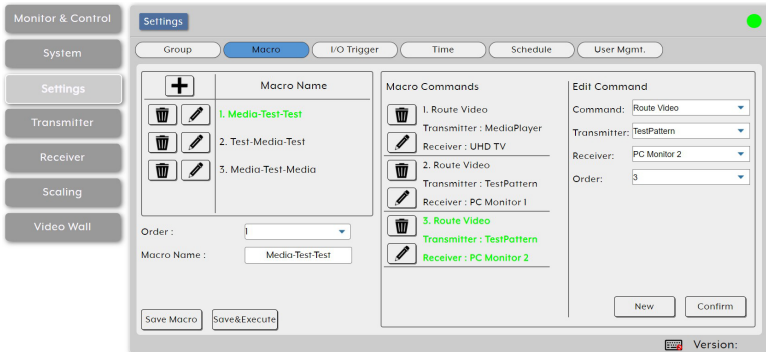 Monitor & Control
System
Settings
Transmitter
Receiver
Scaling
Video Wall
Settings
Group
Macro
I/O Trigger
Time
Schedule
User Mgmt.
Macro Name
1. Media-Test-Test
2. Test-Media-Test
3. Media-Test-Media
Order :
1
Macro Name :
Media-Test-Test
Save Macro
Save&Execute
Macro Commands
1. Route Video
Transmitter : MediaPlayer
Receiver : UHD TV
2. Route Video
Transmitter : TestPattern
Receiver : PC Monitor 1
3. Route Video
Transmitter : TestPattern
Receiver : PC Monitor 2
Edit Command
Command:
Route Video
Transmitter:
TestPattern
Receiver:
PC Monitor 2
Order:
3
New
Confirm
Version: